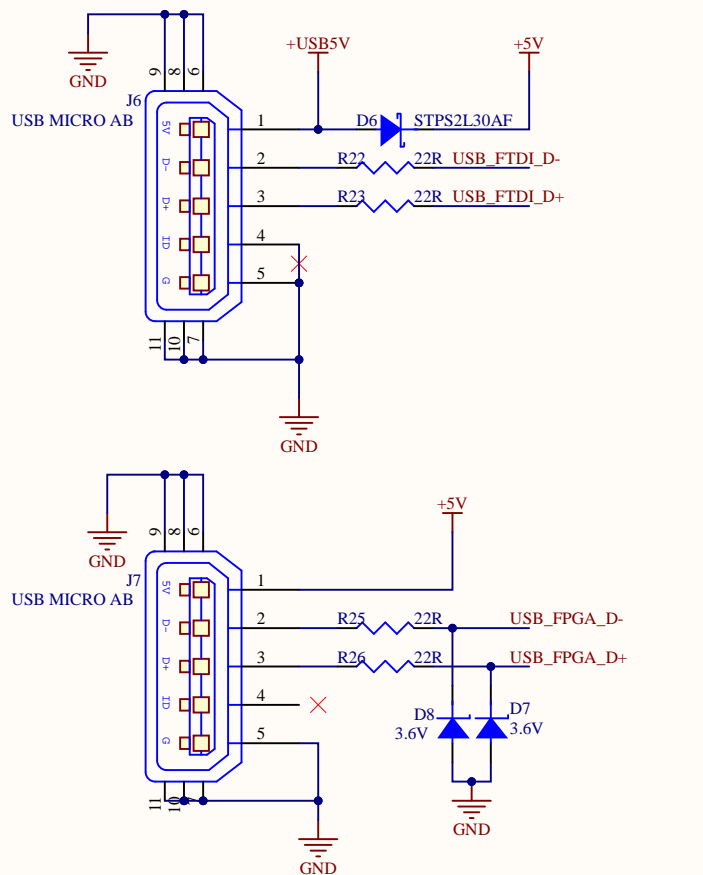 +USB5V
+5V
GND
9
8
6
J6
USB MICRO AB
5V
1
D6
STPS2L30AF
D-
2
R22
22R
USB_FTDI_D-
D+
3
R23
22R
USB_FTDI_D+
ID
4
G
5
11
10
7
GND
+5V
GND
9
8
6
J7
USB MICRO AB
5V
1
D-
2
R25
22R
USB_FPGA_D-
D+
3
R26
22R
USB_FPGA_D+
ID
4
D8
3.6V
D7
3.6V
G
5
11
10
7
GND
GND